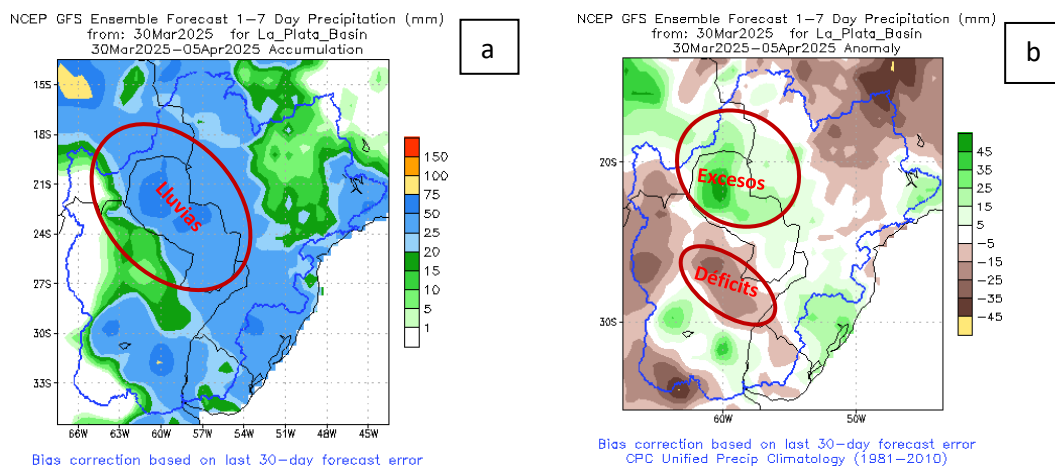 NCEP GFS Ensemble Forecast 1-7 Day Precipitation (mm)
from: 30Mar2025 for La_Plata_Basin
30Mar2025-05Apr2025 Accumulation
a
15S
18S
21S
24S
27S
30S
33S
66W 63W 60W 57W 54W 51W 48W 45W
Lluvias
150
100
75
50
25
20
15
10
5
1
Bias correction based on last 30-day forecast error
NCEP GFS Ensemble Forecast 1-7 Day Precipitation (mm)
from: 30Mar2025 for La_Plata_Basin
30Mar2025-05Apr2025 Anomaly
b
20S
30S
60W 50W
Excesos
Déficits
45
35
25
15
5
-5
-15
-25
-35
-45
Bias correction based on last 30-day forecast error
CPC Unified Precip Climatology (1981-2010)